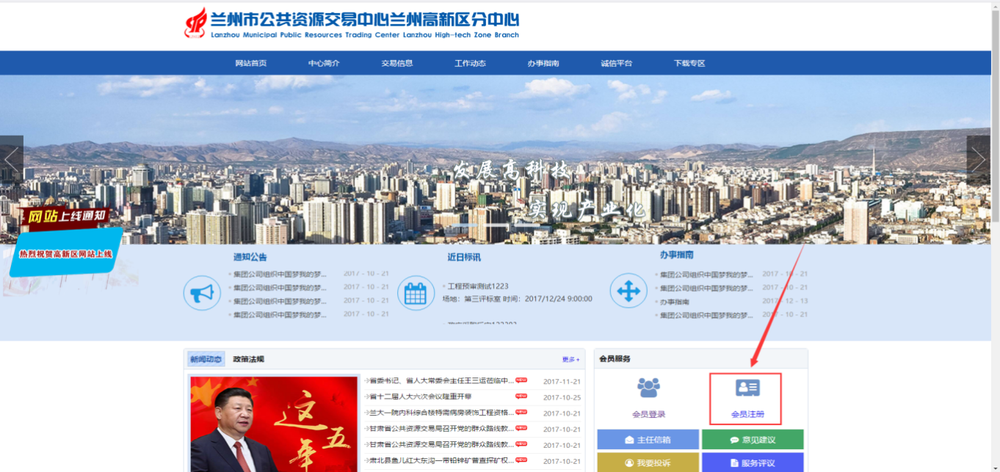 兰州市公共资源交易中心兰州高新区分中心
Lanzhou Municipal Public Resources Trading Center Lanzhou High-tech Zone Branch
网站首页 中心简介 交易信息 工作动态 办事指南 诚信平台 下载专区
发展高科技
实现产业化
网站上线通知
热烈祝贺高新区网站上线
通知公告
集团公司组织中国梦我的梦... 2017 - 10 - 21
集团公司组织中国梦我的梦... 2017 - 10 - 21
集团公司组织中国梦我的梦... 2017 - 10 - 21
集团公司组织中国梦我的梦... 2017 - 10 - 21
近日标讯
工程预审测试1223
场地：第三评标室 时间：2017/12/24 9:00:00
办事指南
集团公司组织中国梦我的梦... 2017 - 10 - 21
集团公司组织中国梦我的梦... 2017 - 10 - 21
办事指南 2017 - 12 - 13
集团公司组织中国梦我的梦... 2017 - 10 - 21
新闻动态 政策法规 更多+
这五年
省委书记、省人大常委会主任王三运莅临中... 2017-11-21
省十二届人大六次会议隆重开幕 2017-10-25
兰大一院内科综合楼特需病房装饰工程资格... 2017-10-21
甘肃省公共资源交易局召开党的群众路线教... 2017-10-21
甘肃省公共资源交易局召开党的群众路线教... 2017-10-21
肃北县鱼儿红大东沟一带铅锌矿普查探矿权... 2017-10-21
会员服务
会员登录 会员注册
主任信箱 意见建议
我要投诉 服务评议